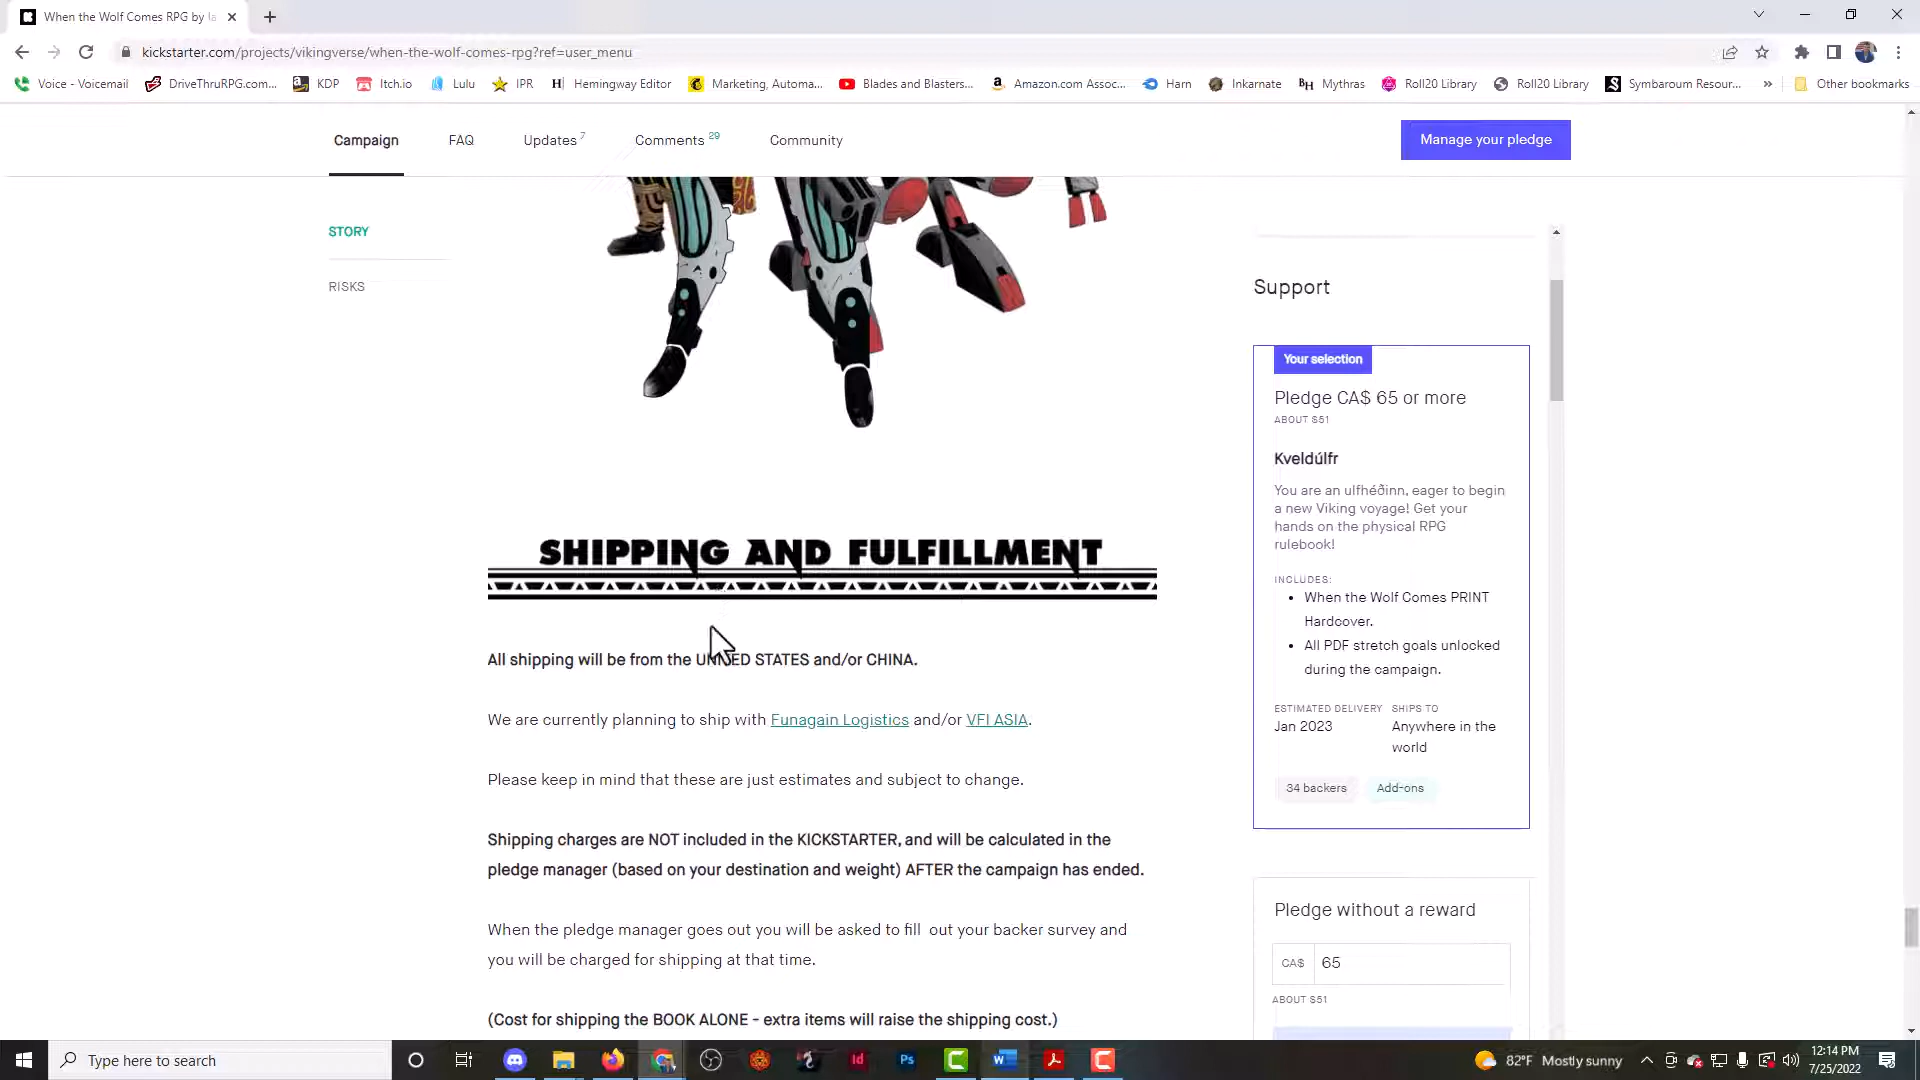 When the Wolf Comes RPG by Ia
kickstarter.com/projects/vikingverse/when-the-wolf-comes-rpg?ref=user_menu
Voice - Voicemail
DriveThruRPG.com...
KDP
Itch.io
Lulu
IPR
Hemingway Editor
Marketing, Automa...
Blades and Blasters...
Amazon.com Assoc...
Harn
Inkarnate
Mythras
Roll20 Library
Roll20 Library
Symbaroum Resour...
»
Other bookmarks
Campaign
FAQ
Updates 7
Comments 29
Community
Manage your pledge
STORY
RISKS
SHIPPING AND FULFILLMENT
All shipping will be from the UNITED STATES and/or CHINA.
We are currently planning to ship with Funagain Logistics and/or VFI ASIA.
Please keep in mind that these are just estimates and subject to change.
Shipping charges are NOT included in the KICKSTARTER, and will be calculated in the
pledge manager (based on your destination and weight) AFTER the campaign has ended.
When the pledge manager goes out you will be asked to fill out your backer survey and
you will be charged for shipping at that time.
(Cost for shipping the BOOK ALONE - extra items will raise the shipping cost.)
Support
Your selection
Pledge CA$ 65 or more
ABOUT $51
Kveldúlfr
You are an ulfhéðinn, eager to begin
a new Viking voyage! Get your
hands on the physical RPG
rulebook!
INCLUDES:
• When the Wolf Comes PRINT
Hardcover.
• All PDF stretch goals unlocked
during the campaign.
ESTIMATED DELIVERY SHIPS TO
Jan 2023 Anywhere in the
world
34 backers Add-ons
Pledge without a reward
CA$ 65
ABOUT $51
Type here to search
82°F Mostly sunny
12:14 PM
7/25/2022